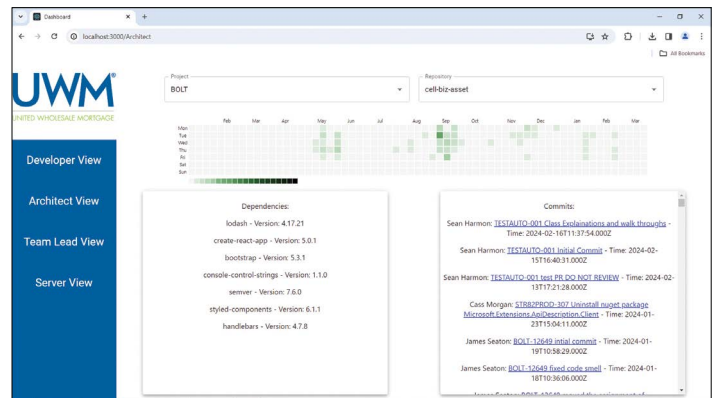 Dashboard
localhost:3000/Architect
All Bookmarks
UWM®
UNITED WHOLESALE MORTGAGE
Developer View
Architect View
Team Lead View
Server View
Project
BOLT
Repository
cell-biz-asset
Feb Mar Apr May Jun Jul Aug Sep Oct Nov Dec Jan Feb Mar
Mon
Tue
Wed
Thu
Fri
Sat
Sun
Dependencies:
lodash - Version: 4.17.21
create-react-app - Version: 5.0.1
bootstrap - Version: 5.3.1
console-control-strings - Version: 1.1.0
semver - Version: 7.6.0
styled-components - Version: 6.1.1
handlebars - Version: 4.7.8
Commits:
Sean Harmon: TESTAUTO-001 Class Explainations and walk throughs -
Time: 2024-02-16T11:37:54.000Z
Sean Harmon: TESTAUTO-001 Initial Commit - Time: 2024-02-
15T16:40:31.000Z
Sean Harmon: TESTAUTO-001 test PR DO NOT REVIEW - Time: 2024-02-
13T17:21:28.000Z
Cass Morgan: STR82PROD-307 Uninstall nuget package
Microsoft.Extensions.ApiDescription.Client - Time: 2024-01-
23T15:04:11.000Z
James Seaton: BOLT-12649 intial commit - Time: 2024-01-
19T10:58:29.000Z
James Seaton: BOLT-12649 fixed code smell - Time: 2024-01-
18T10:36:06.000Z
James Seaton: BOLT-12649 moved the assignment of